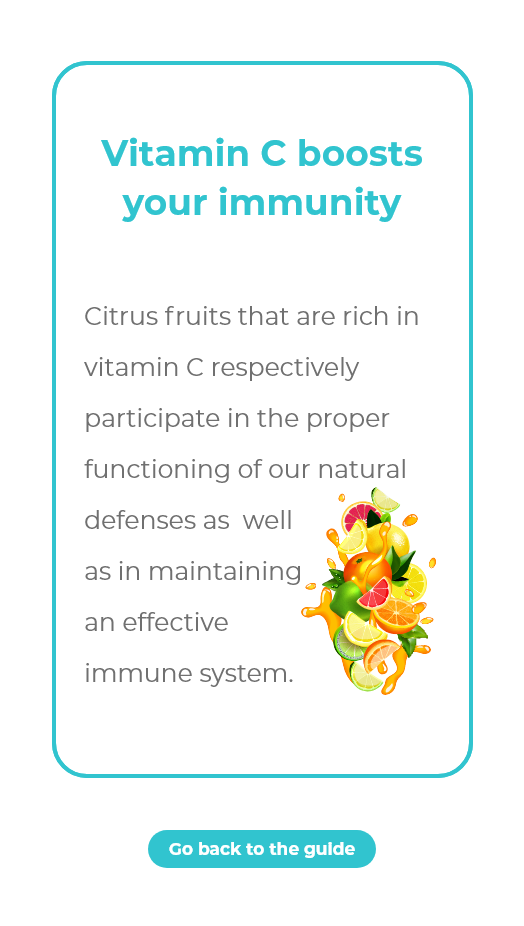 Vitamin C boosts
your immunity
Citrus fruits that are rich in
vitamin C respectively
participate in the proper
functioning of our natural
defenses as  well
as in maintaining
an effective
immune system.
Go back to the guide